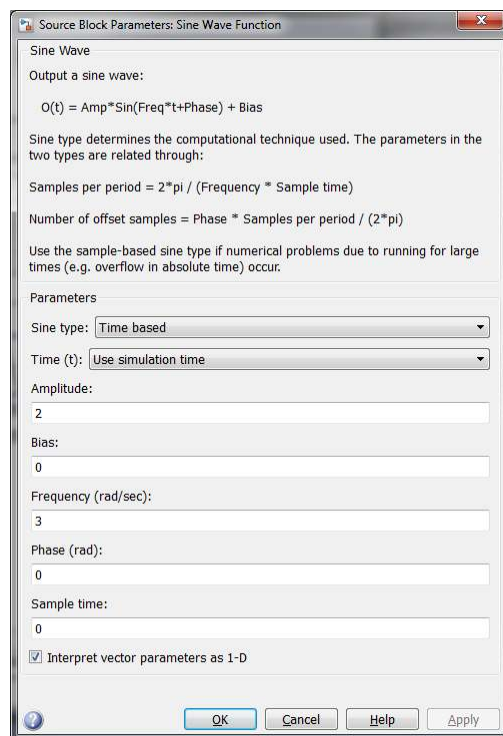 Source Block Parameters: Sine Wave Function
Sine Wave
Output a sine wave:
O(t) = Amp*Sin(Freq*t+Phase) + Bias
Sine type determines the computational technique used. The parameters in the
two types are related through:
Samples per period = 2*pi / (Frequency * Sample time)
Number of offset samples = Phase * Samples per period / (2*pi)
Use the sample-based sine type if numerical problems due to running for large
times (e.g. overflow in absolute time) occur.
Parameters
Sine type: Time based
Time (t): Use simulation time
Amplitude:
2
Bias:
0
Frequency (rad/sec):
3
Phase (rad):
0
Sample time:
0
Interpret vector parameters as 1-D
OK Cancel Help Apply